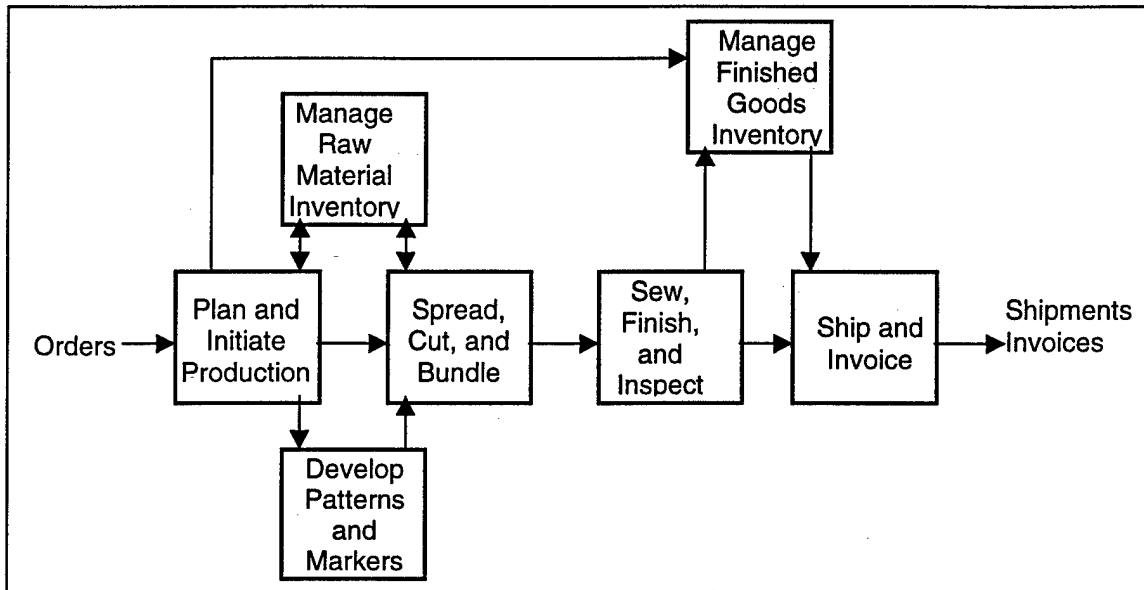 Manage
Finished
Goods
Inventory
Manage
Raw
Material
Inventory
Orders
Plan and
Initiate
Production
Spread,
Cut, and
Bundle
Sew,
Finish,
and
Inspect
Ship and
Invoice
Shipments
Invoices
Develop
Patterns
and
Markers